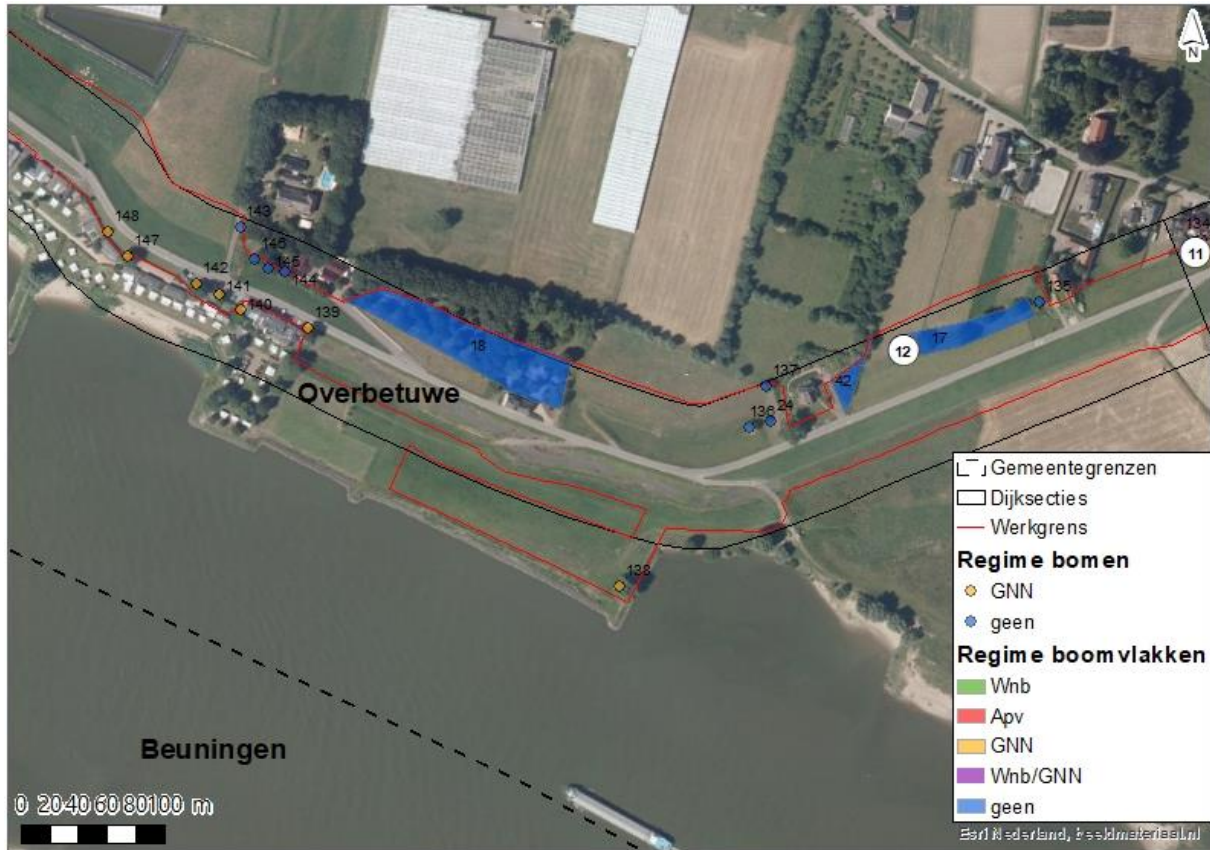 N
134
11
143
148
146
147
145
144
142
141
140
139
135
17
12
18
137
42
Overbetuwe
24
136
138
Gemeentegrenzen
Dijksecties
Werkgrens
Regime bomen
GNN
geen
Regime boomvlakken
Wnb
Apv
GNN
Wnb/GNN
geen
Beuningen
0 20 40 60 80 100 m
Esri Nederland, beeldmateriaal.nl